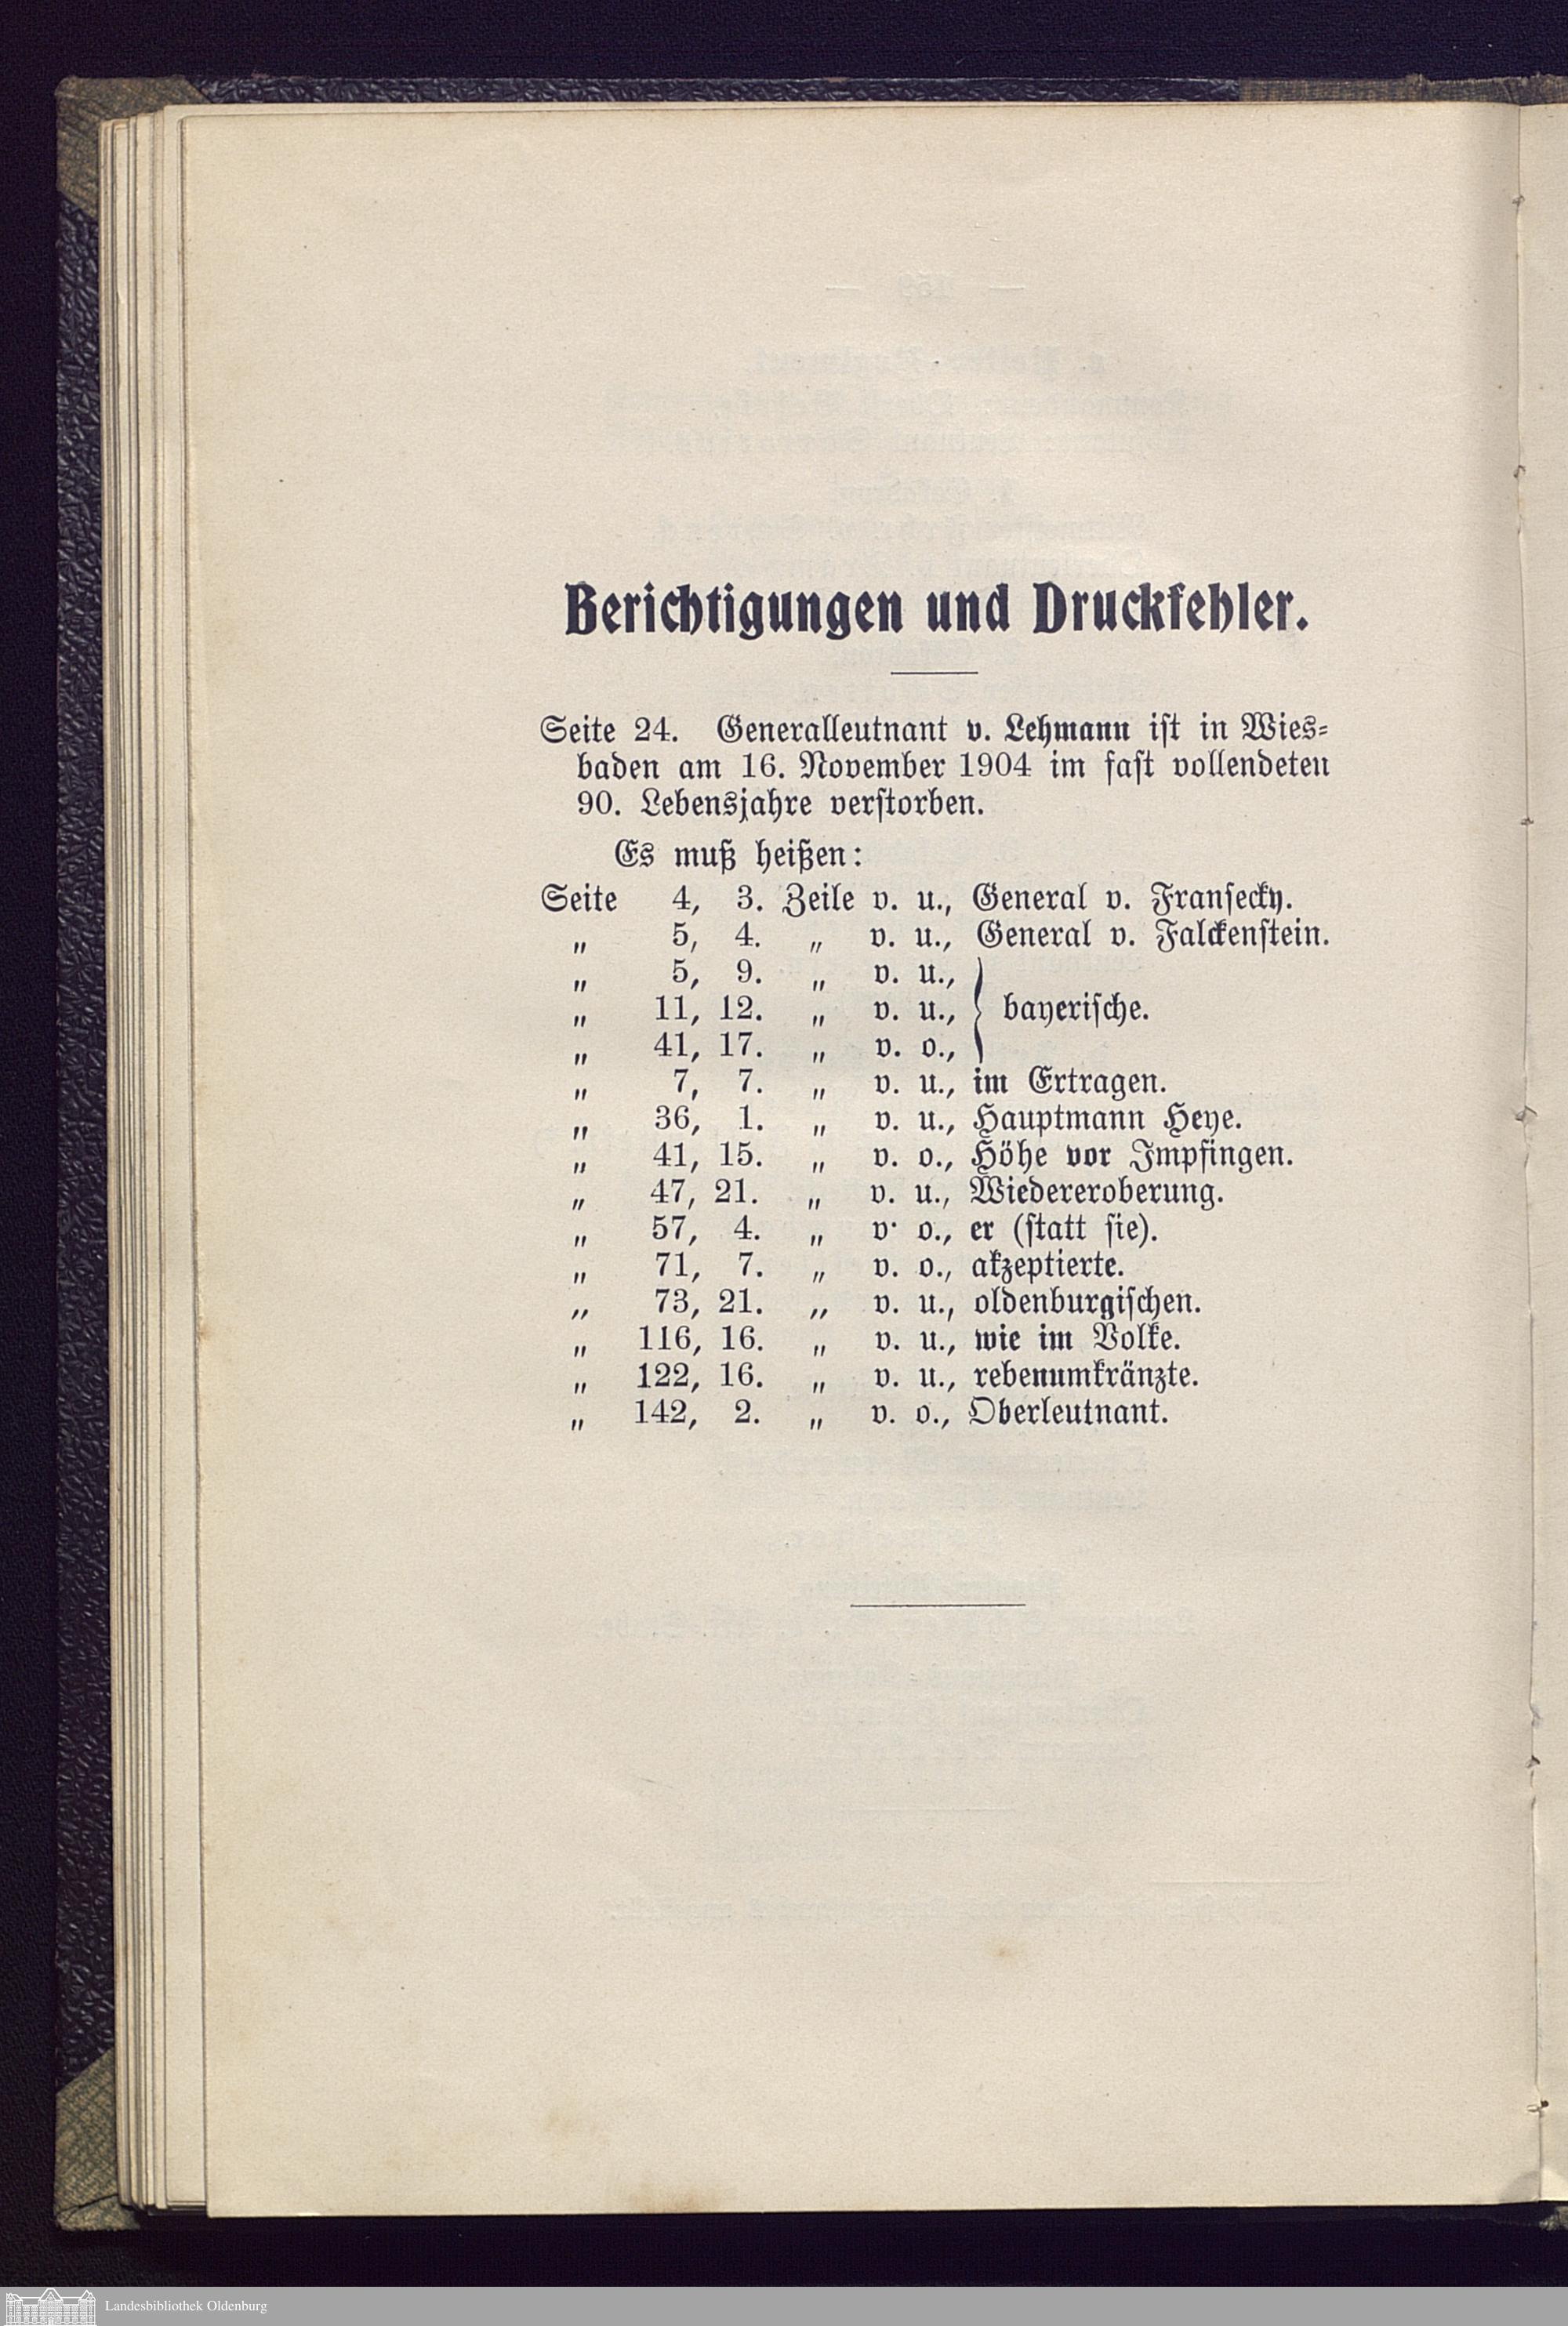 Berichtigungen und Druckfehler.
Seite 24. Generalleutnant v. Lehmann ist in Wies-
baden am 16. November 1904 im fast vollendeten
90. Lebensjahre verstorben.
Es muß heißen:
Seite 4, 3. Zeile v. u., General v. Fransecky.
„ 5, 4. „ v. u., General v. Falckenstein.
„ 5, 9. „ v. u.,
„ 11, 12. „ v. u., } bayerische.
„ 41, 17. „ v. o.,
„ 7, 7. „ v. u., im Ertragen.
„ 36, 1. „ v. u., Hauptmann Heye.
„ 41, 15. „ v. o., Höhe vor Impfingen.
„ 47, 21. „ v. u., Wiedereroberung.
„ 57, 4. „ v· o., er (statt sie).
„ 71, 7. „ v. o., akzeptierte.
„ 73, 21. „ v. u., oldenburgischen.
„ 116, 16. „ v. u., wie im Volke.
„ 122, 16. „ v. u., rebenumkränzte.
„ 142, 2. „ v. o., Oberleutnant.
Landesbibliothek Oldenburg